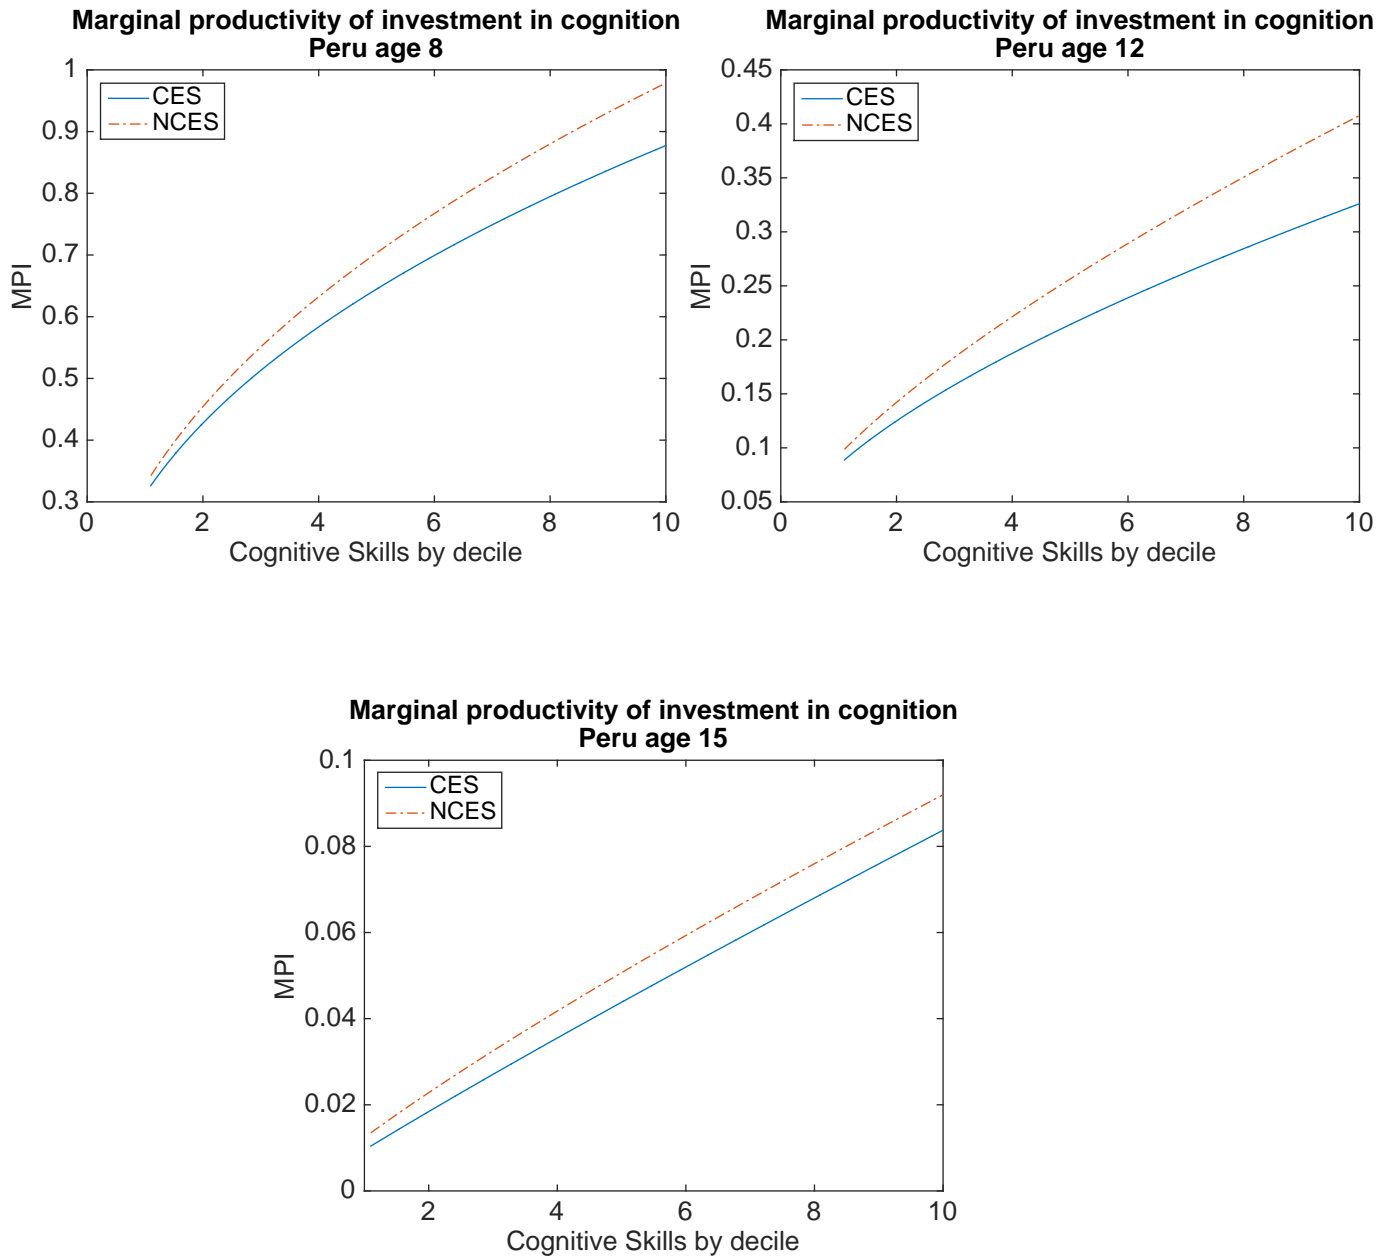 Marginal productivity of investment in cognition
Peru age 8
1
0.9
0.8
0.7
0.6
0.5
0.4
0.3
MPI
CES
NCES
0 2 4 6 8 10
Cognitive Skills by decile
Marginal productivity of investment in cognition
Peru age 12
0.45
0.4
0.35
0.3
0.25
0.2
0.15
0.1
0.05
MPI
CES
NCES
0 2 4 6 8 10
Cognitive Skills by decile
Marginal productivity of investment in cognition
Peru age 15
0.1
0.08
0.06
0.04
0.02
0
MPI
CES
NCES
2 4 6 8 10
Cognitive Skills by decile